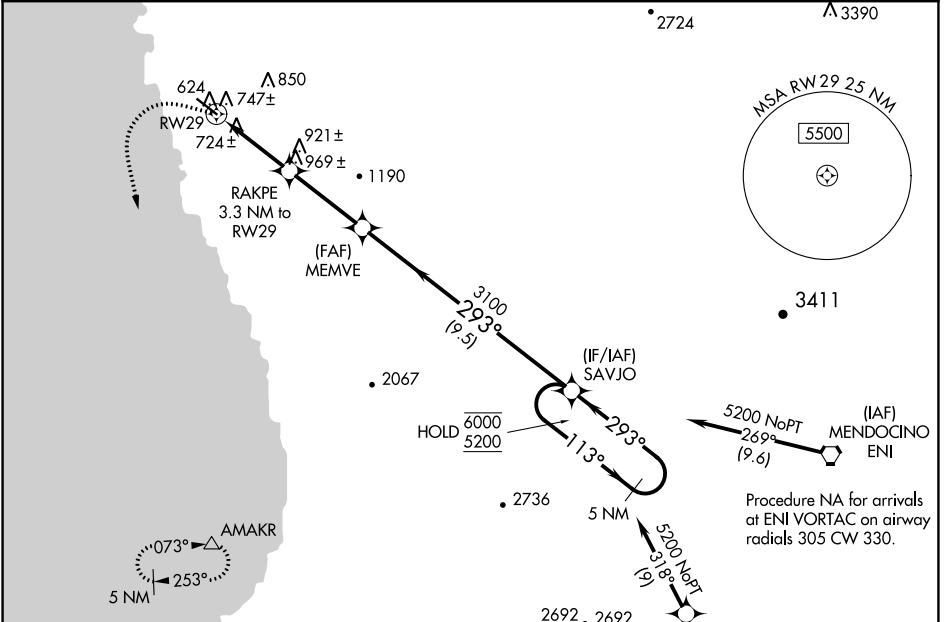 2724
3390
624
747±
850
RW29
724±
921±
969±
1190
RAKPE
3.3 NM to
RW29
(FAF)
MEMVE
MSA RW 29 25 NM
5500
3411
3100
293°
(9.5)
(IF/IAF)
SAVJO
2067
HOLD
6000
5200
293°
113°
5 NM
5200 NoPT
269°
(9.6)
(IAF)
MENDOCINO
ENI
Procedure NA for arrivals
at ENI VORTAC on airway
radials 305 CW 330.
2736
5200 NoPT
318°
(9)
AMAKR
073°
253°
5 NM
2692
2692